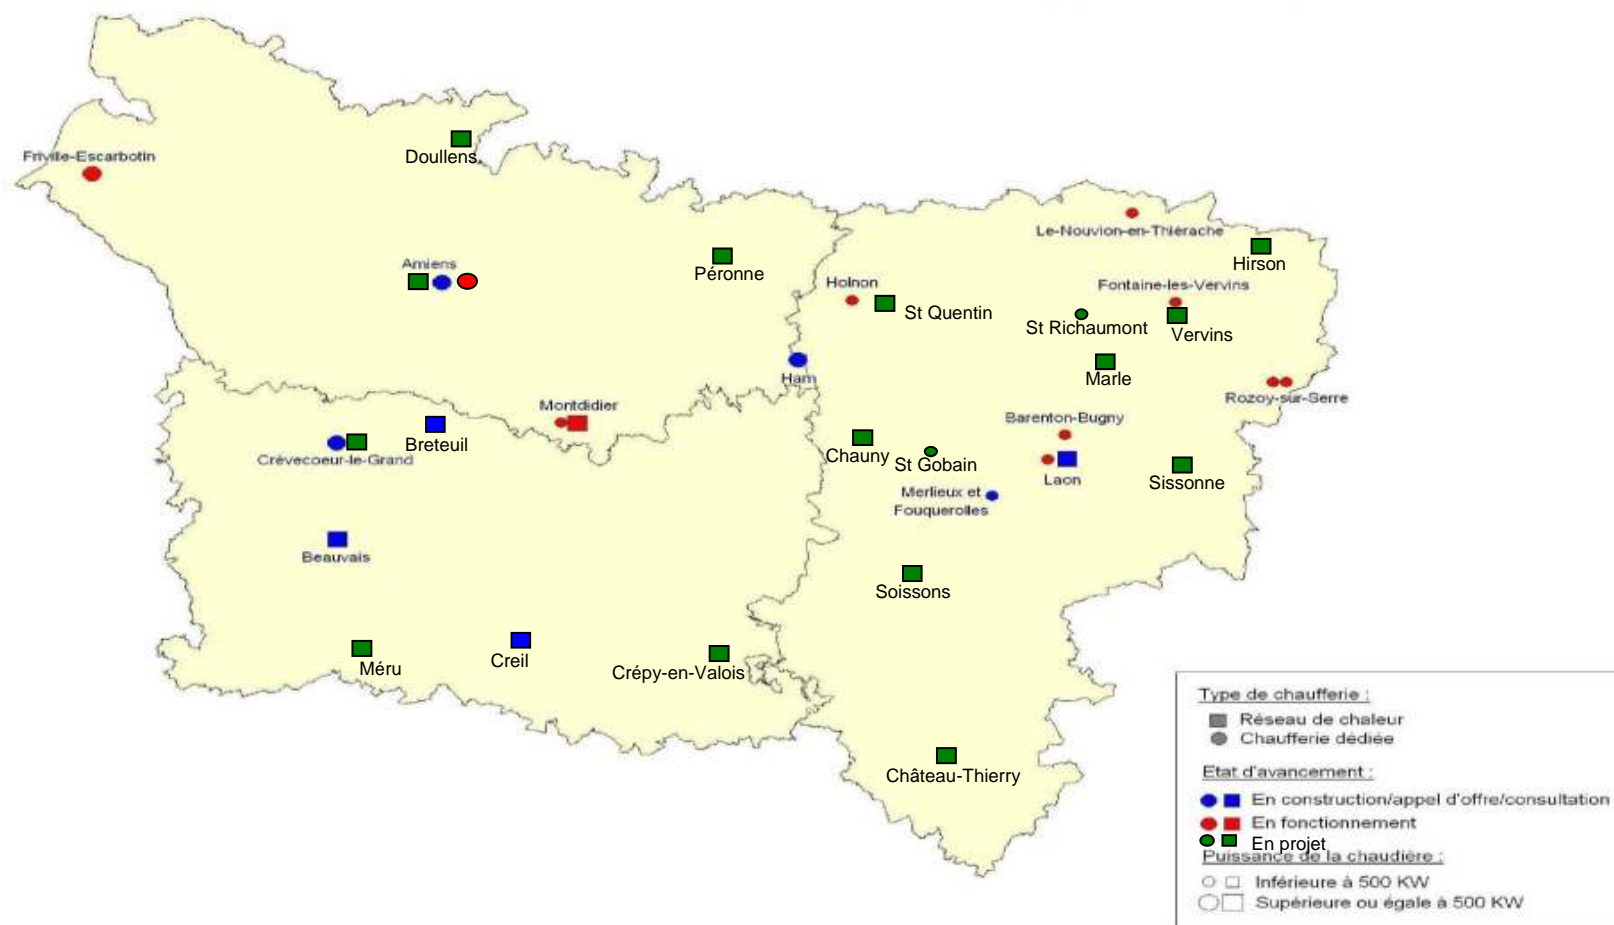 Friville-Escarbotin
Doullens
Le-Nouvion-en-Thiérache
Hirson
Amiens
Péronne
Holnon
Fontaine-les-Vervins
St Quentin
St Richaumont
Vervins
Ham
Marle
Rozoy-sur-Serre
Montdidier
Barenton-Bugny
Breteuil
Crévecoeur-le-Grand
Chauny
St Gobain
Laon
Sissonne
Merlieux et
Fouquerolles
Beauvais
Soissons
Méru
Creil
Crépy-en-Valois
Château-Thierry
Type de chaufferie :
Réseau de chaleur
Chaufferie dédiée
Etat d'avancement :
En construction/appel d'offre/consultation
En fonctionnement
En projet
Puissance de la chaudière :
Inférieure à 500 KW
Supérieure ou égale à 500 KW